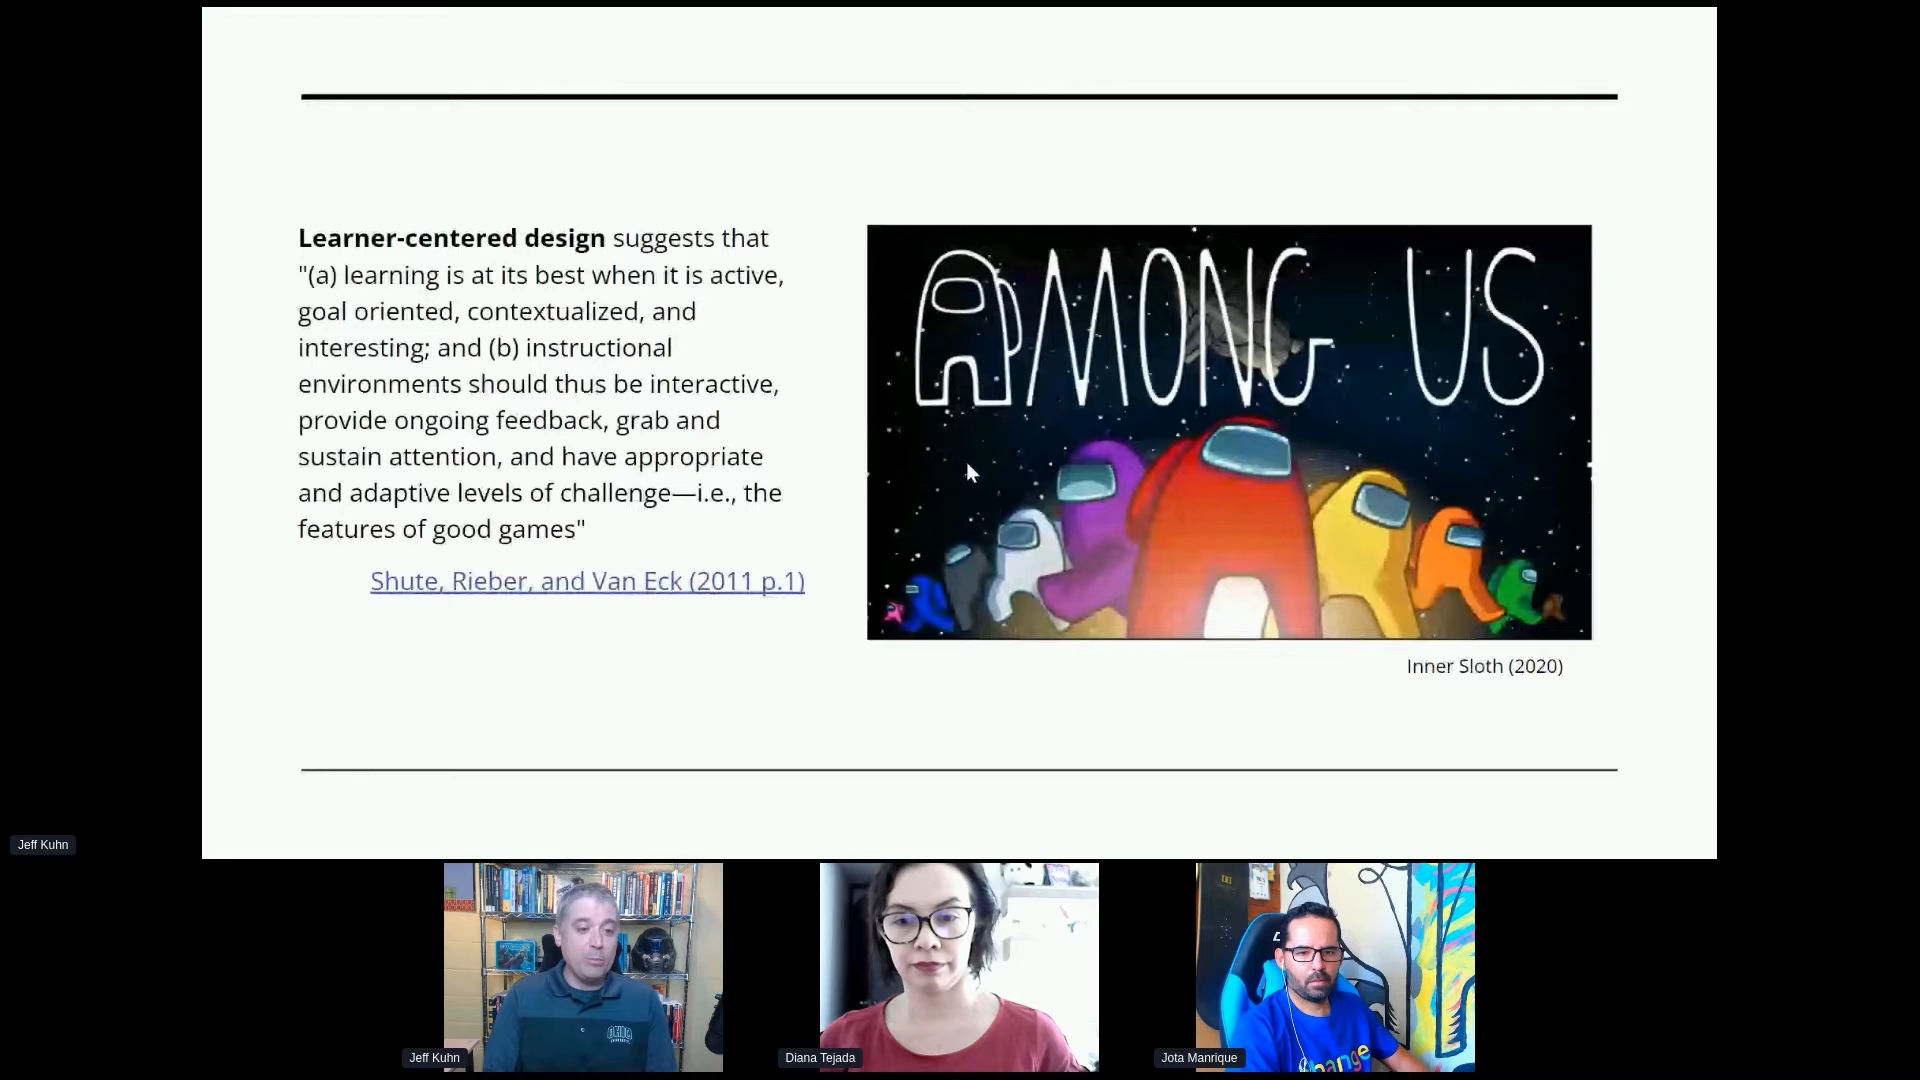 Learner-centered design suggests that
"(a) learning is at its best when it is active,
goal oriented, contextualized, and
interesting; and (b) instructional
environments should thus be interactive,
provide ongoing feedback, grab and
sustain attention, and have appropriate
and adaptive levels of challenge—i.e., the
features of good games"
Shute, Rieber, and Van Eck (2011 p.1)
AMONG US
Inner Sloth (2020)
Jeff Kuhn
Jeff Kuhn
Diana Tejada
Jota Manrique
OHIO